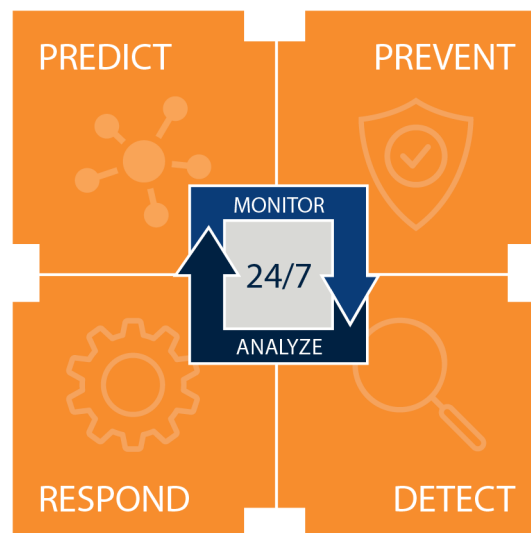 PREDICT
PREVENT
MONITOR
24/7
ANALYZE
RESPOND
DETECT